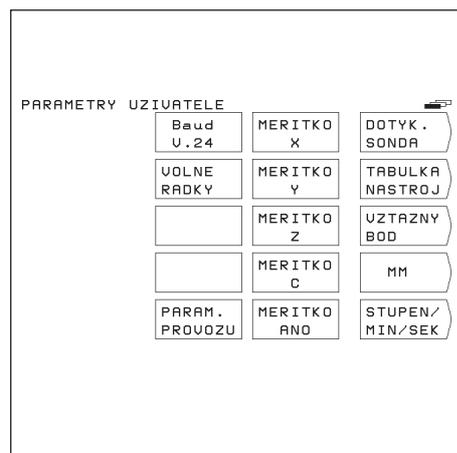 PARAMETRY UZIVATELE
Baud V.24
MERITKO X
DOTYK. SONDA
VOLNE RADKY
MERITKO Y
TABULKA NASTROJ
MERITKO Z
VZTAZNY BOD
MERITKO C
MM
PARAM. PROVOZU
MERITKO ANO
STUPEN/ MIN/SEK